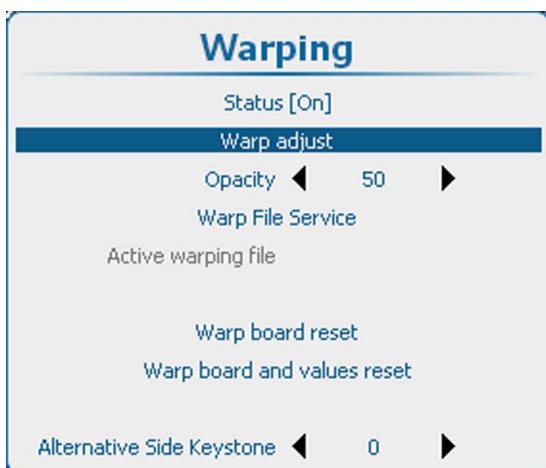 Warping
Status [On]
Warp adjust
Opacity 50
Warp File Service
Active warping file
Warp board reset
Warp board and values reset
Alternative Side Keystone 0